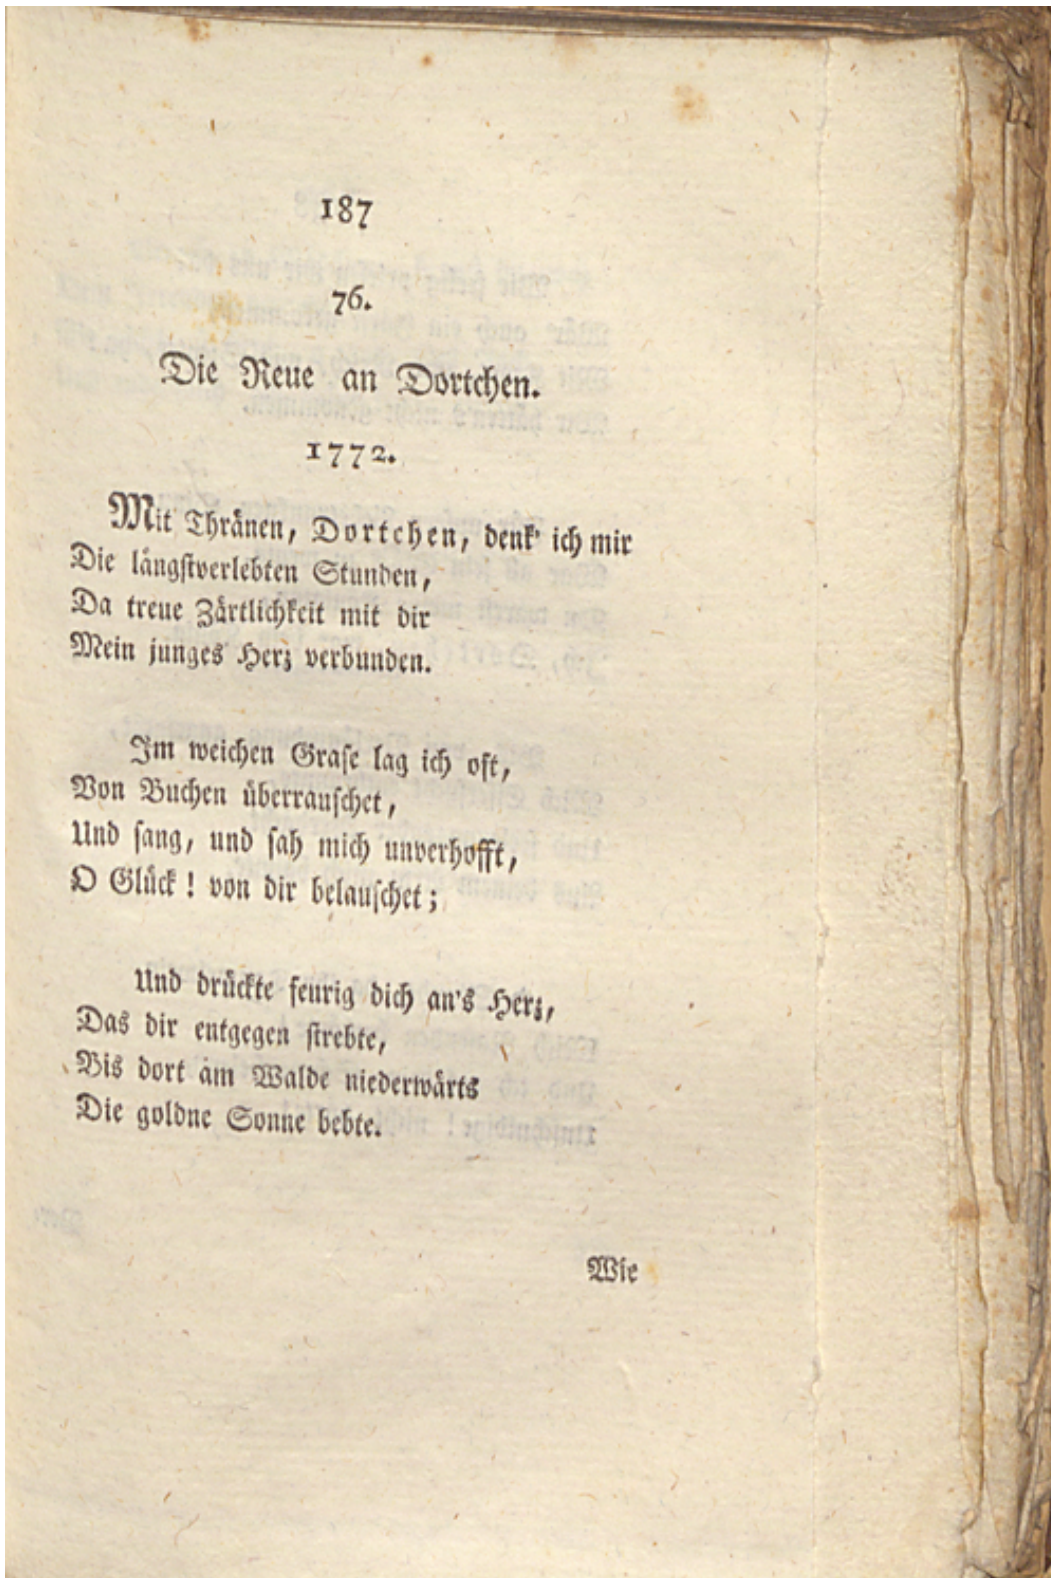 187
76.
Die Reue an Dortchen.
1772.
Mit Thränen, Dortchen, denk' ich mir
Die längſtverlebten Stunden,
Da treue Zärtlichkeit mit dir
Mein junges Herz verbunden.
Im weichen Graſe lag ich oft,
Von Buchen überrauſchet,
Und ſang, und ſah mich unverhofft,
O Glück! von dir belauſchet;
Und drückte feurig dich an's Herz,
Das dir entgegen ſtrebte,
Bis dort am Walde niederwärts
Die goldne Sonne bebte.
Wie